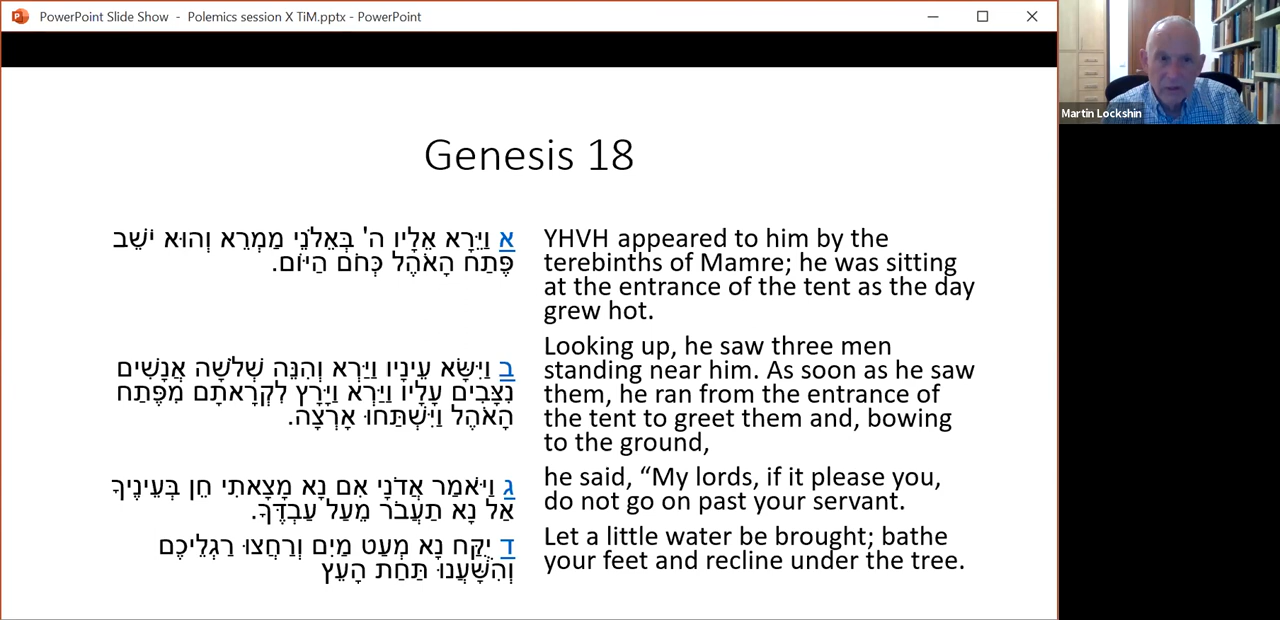 PowerPoint Slide Show - Polemics session X TiM.pptx - PowerPoint
Martin Lockshin
Genesis 18
א וַיֵּרָא אֵלָיו ה' בְּאֵלֹנֵי מַמְרֵא וְהוּא יֹשֵׁב
פֶּתַח הָאֹהֶל כְּחֹם הַיּוֹם.
YHVH appeared to him by the
terebinths of Mamre; he was sitting
at the entrance of the tent as the day
grew hot.
ב וַיִּשָּׂא עֵינָיו וַיַּרְא וְהִנֵּה שְׁלֹשָׁה אֲנָשִׁים
נִצָּבִים עָלָיו וַיַּרְא וַיָּרָץ לִקְרָאתָם מִפֶּתַח
הָאֹהֶל וַיִּשְׁתַּחוּ אָרְצָה.
Looking up, he saw three men
standing near him. As soon as he saw
them, he ran from the entrance of
the tent to greet them and, bowing
to the ground,
ג וַיֹּאמַר אֲדֹנָי אִם נָא מָצָאתִי חֵן בְּעֵינֶיךָ
אַל נָא תַעֲבֹר מֵעַל עַבְדֶּךָ.
he said, “My lords, if it please you,
do not go on past your servant.
ד יֻקַּח נָא מְעַט מַיִם וְרַחֲצוּ רַגְלֵיכֶם
וְהִשָּׁעֲנוּ תַּחַת הָעֵץ
Let a little water be brought; bathe
your feet and recline under the tree.